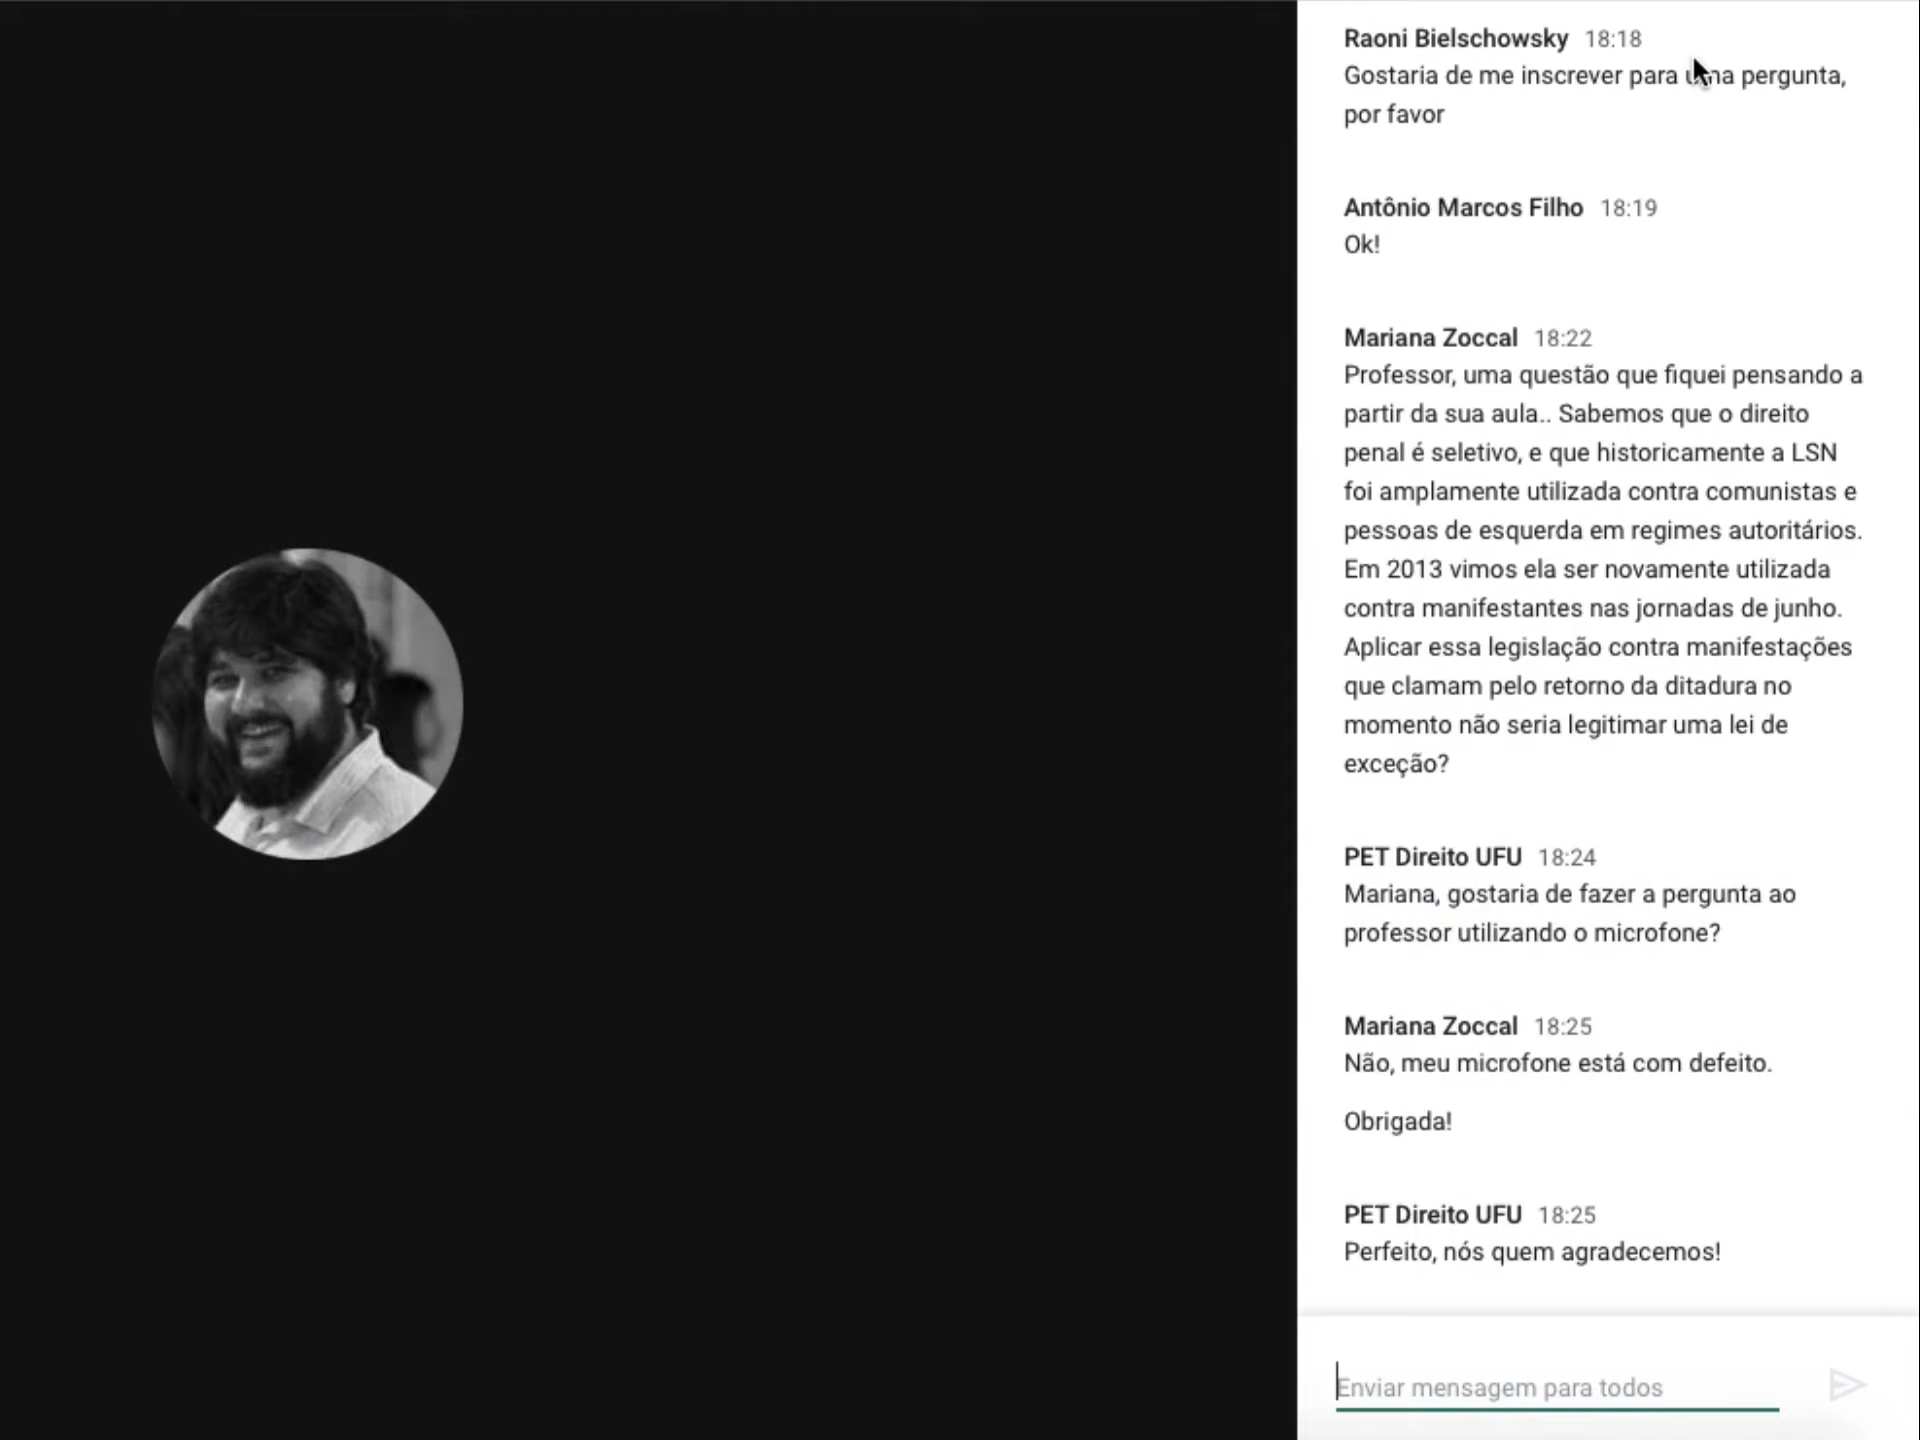 Raoni Bielschowsky 18:18
Gostaria de me inscrever para uma pergunta,
por favor
Antônio Marcos Filho 18:19
Ok!
Mariana Zoccal 18:22
Professor, uma questão que fiquei pensando a
partir da sua aula.. Sabemos que o direito
penal é seletivo, e que historicamente a LSN
foi amplamente utilizada contra comunistas e
pessoas de esquerda em regimes autoritários.
Em 2013 vimos ela ser novamente utilizada
contra manifestantes nas jornadas de junho.
Aplicar essa legislação contra manifestações
que clamam pelo retorno da ditadura no
momento não seria legitimar uma lei de
exceção?
PET Direito UFU 18:24
Mariana, gostaria de fazer a pergunta ao
professor utilizando o microfone?
Mariana Zoccal 18:25
Não, meu microfone está com defeito.
Obrigada!
PET Direito UFU 18:25
Perfeito, nós quem agradecemos!
Enviar mensagem para todos